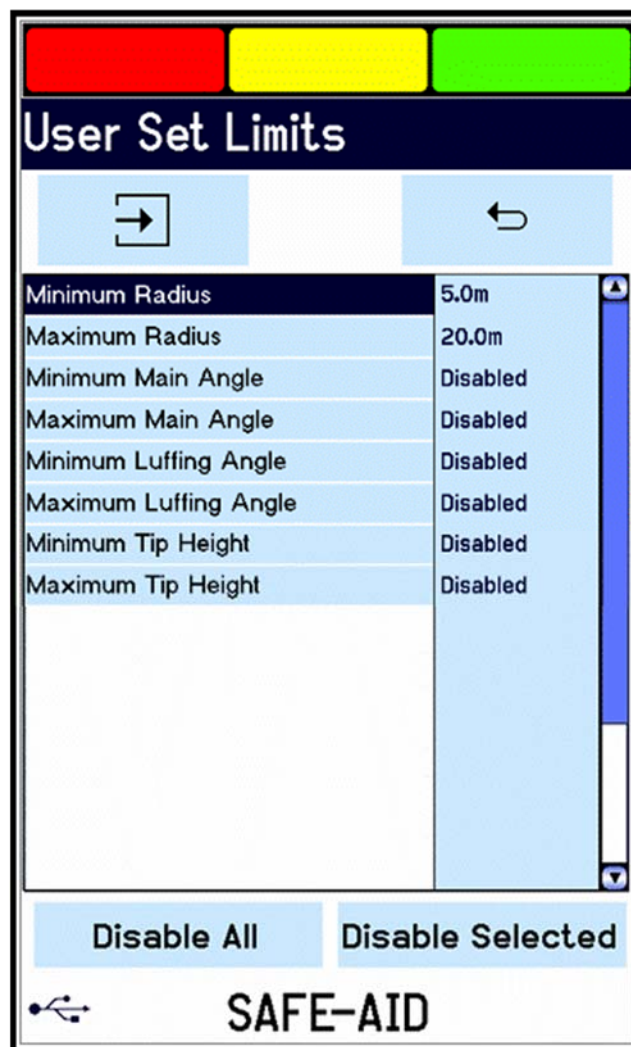 User Set Limits
Minimum Radius 5.0m
Maximum Radius 20.0m
Minimum Main Angle Disabled
Maximum Main Angle Disabled
Minimum Luffing Angle Disabled
Maximum Luffing Angle Disabled
Minimum Tip Height Disabled
Maximum Tip Height Disabled
Disable All Disable Selected
SAFE-AID